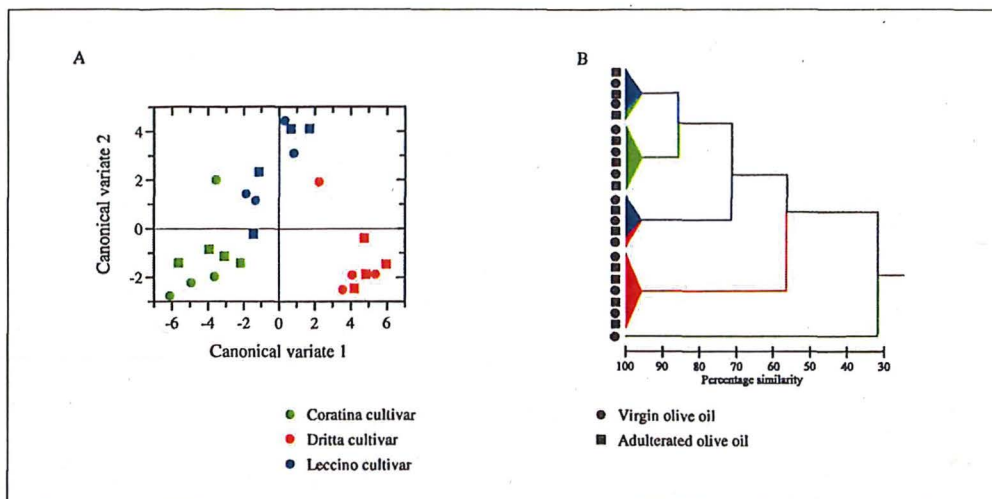 A
B
4
2
0
-2
Canonical variate 2
-6 -4 -2 0 2 4 6
Canonical variate 1
100 90 80 70 60 50 40 30
Percentage similarity
Coratina cultivar
Dritta cultivar
Leccino cultivar
Virgin olive oil
Adulterated olive oil